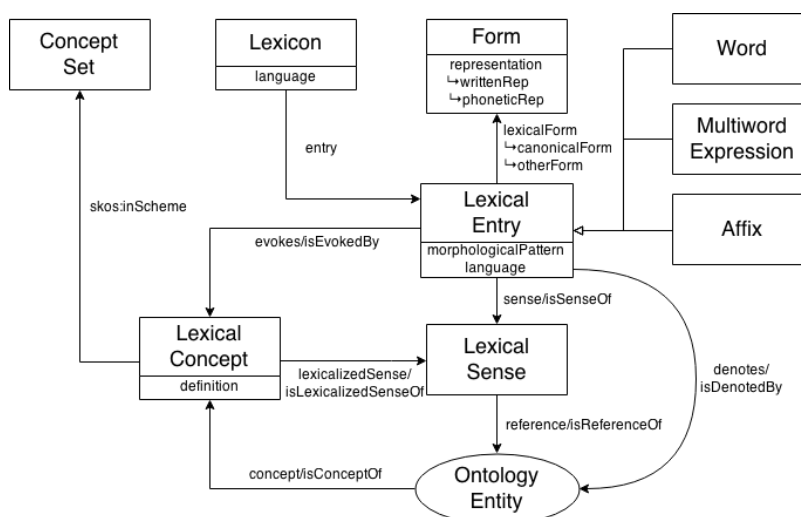 Concept
Set
Lexicon
language
Form
representation
↳writtenRep
↳phoneticRep
Word
Multiword
Expression
Affix
entry
lexicalForm
↳canonicalForm
↳otherForm
skos:inScheme
Lexical
Entry
morphologicalPattern
language
evokes/isEvokedBy
sense/isSenseOf
Lexical
Concept
definition
lexicalizedSense/
isLexicalizedSenseOf
Lexical
Sense
denotes/
isDenotedBy
reference/isReferenceOf
concept/isConceptOf
Ontology
Entity